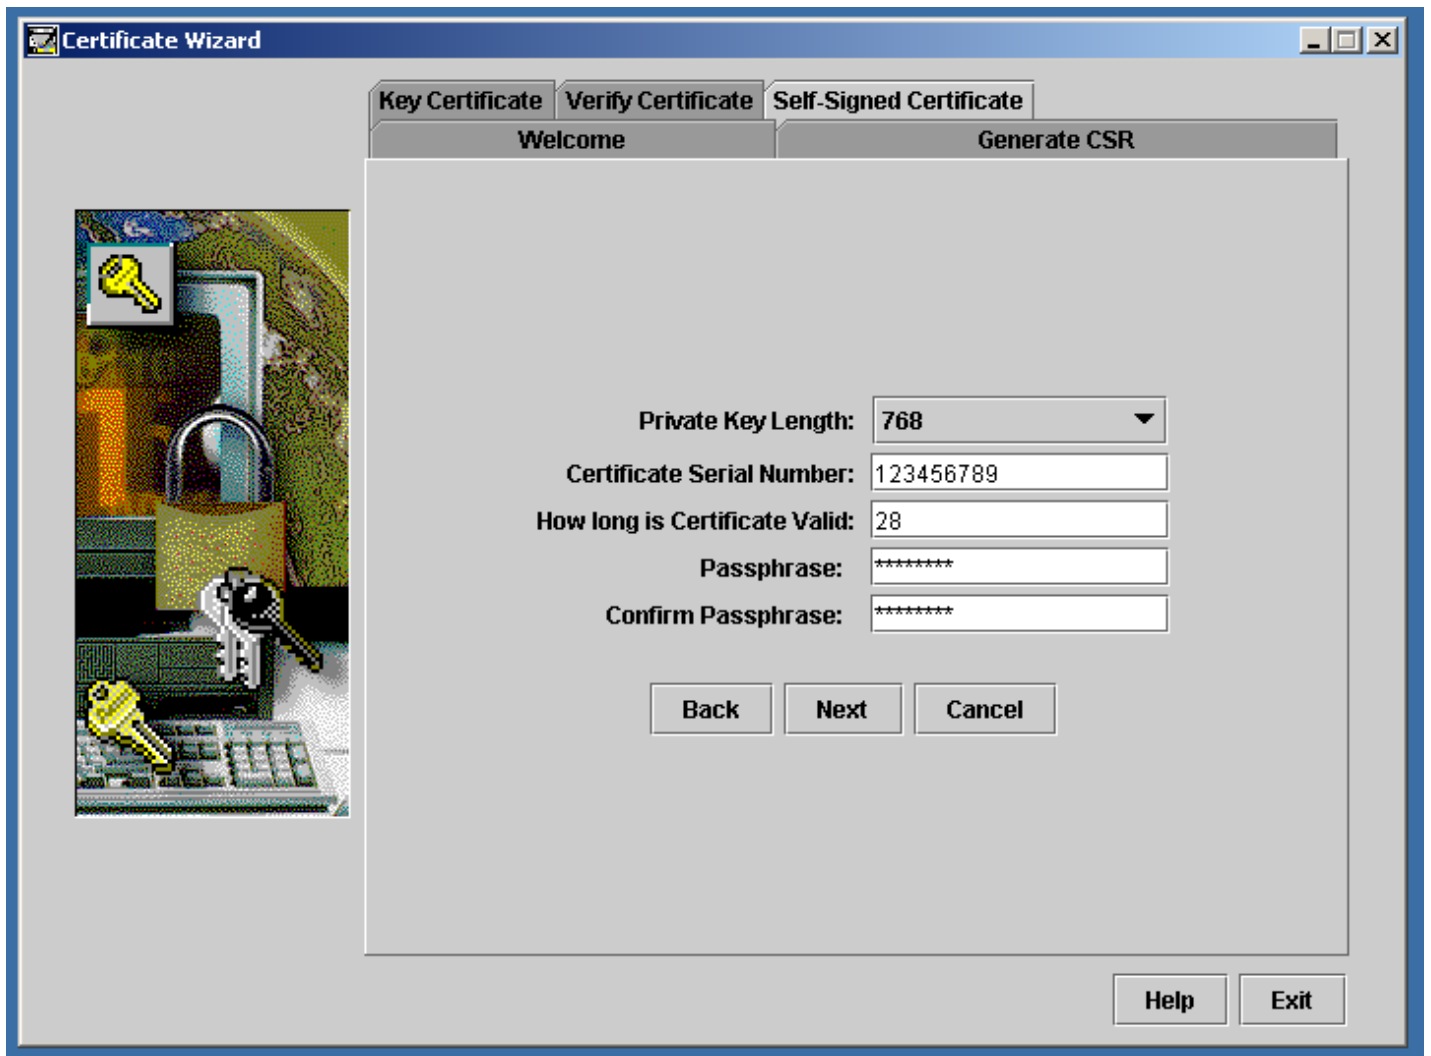 Certificate Wizard
Key Certificate Verify Certificate Self-Signed Certificate
Welcome Generate CSR
Private Key Length: 768
Certificate Serial Number: 123456789
How long is Certificate Valid: 28
Passphrase: ********
Confirm Passphrase: ********
Back Next Cancel
Help Exit